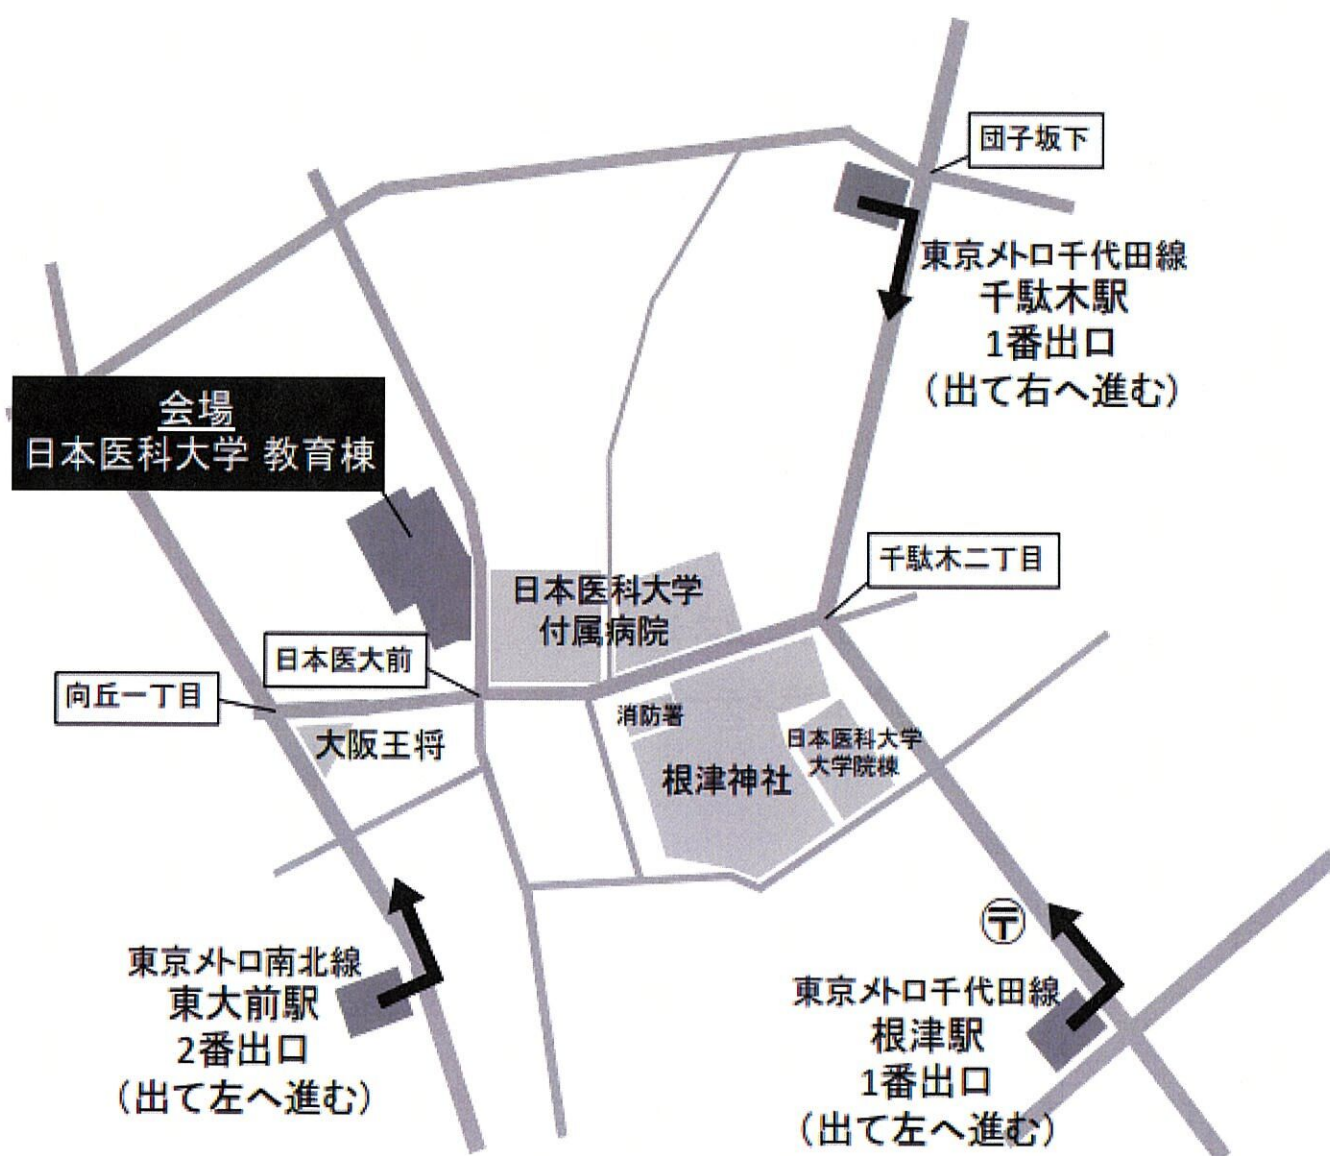 団子坂下
東京メトロ千代田線
千駄木駅
1番出口
（出て右へ進む）
会場
日本医科大学 教育棟
千駄木二丁目
日本医科大学
付属病院
日本医大前
向丘一丁目
大阪王将
消防署
日本医科大学
大学院棟
根津神社
〒
東京メトロ南北線
東大前駅
2番出口
（出て左へ進む）
東京メトロ千代田線
根津駅
1番出口
（出て左へ進む）